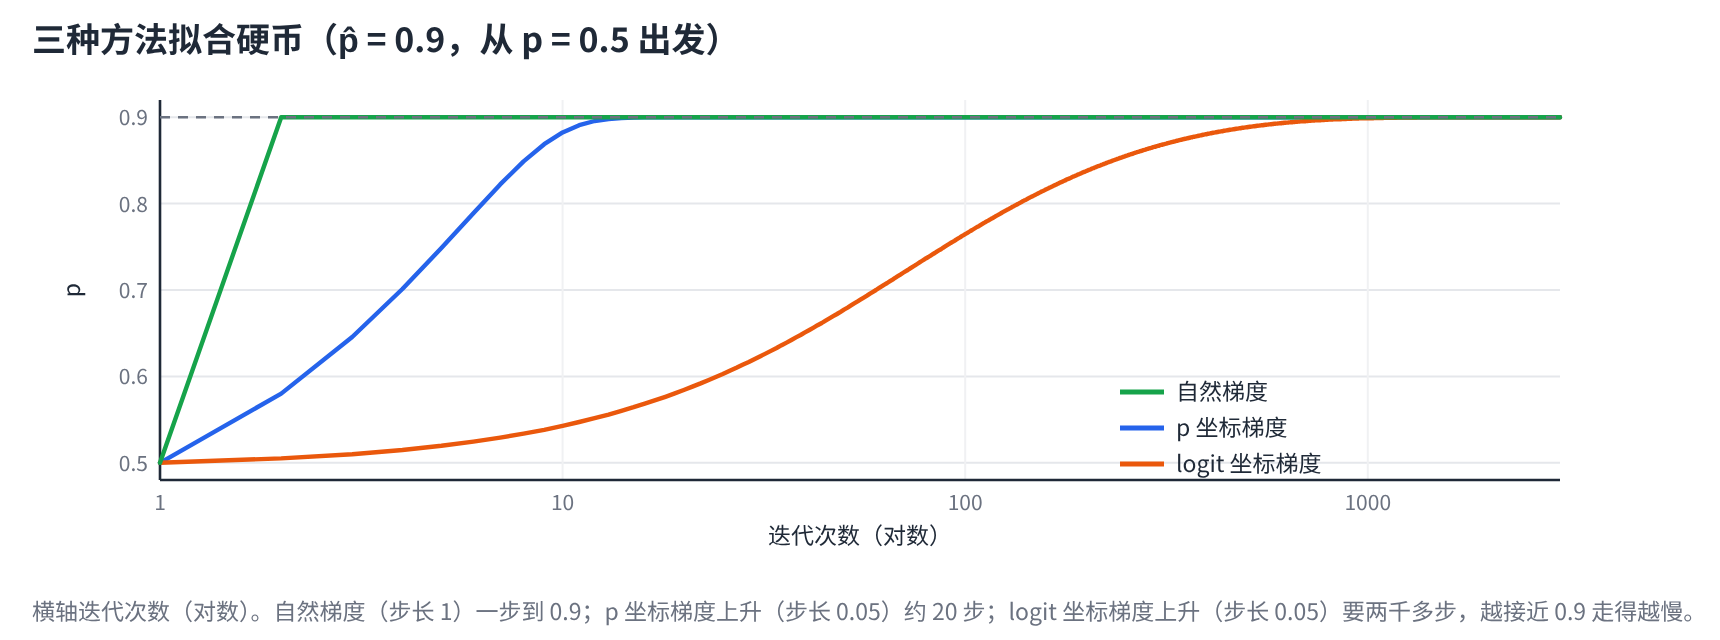 三种方法拟合硬币（p̂ = 0.9，从 p = 0.5 出发）
0.9
0.8
0.7
0.6
0.5
p
自然梯度
p 坐标梯度
logit 坐标梯度
1
10
100
1000
迭代次数（对数）
横轴迭代次数（对数）。自然梯度（步长 1）一步到 0.9；p 坐标梯度上升（步长 0.05）约 20 步；logit 坐标梯度上升（步长 0.05）要两千多步，越接近 0.9 走得越慢。